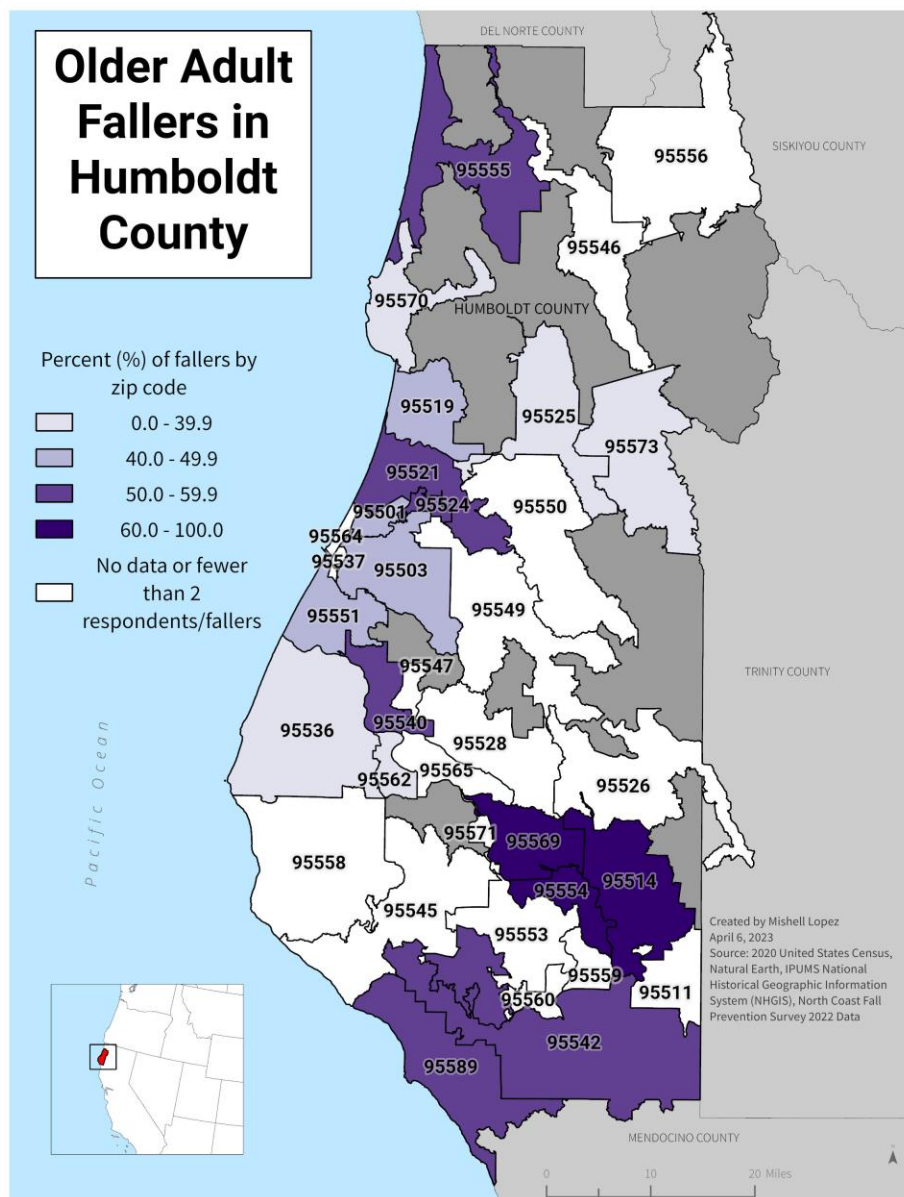 Older Adult
Fallers in
Humboldt
County
Percent (%) of fallers by
zip code
0.0 - 39.9
40.0 - 49.9
50.0 - 59.9
60.0 - 100.0
No data or fewer
than 2
respondents/fallers
DEL NORTE COUNTY
SISKIYOU COUNTY
HUMBOLDT COUNTY
TRINITY COUNTY
MENDOCINO COUNTY
Pacific Ocean
95555
95556
95546
95570
95519
95525
95573
95521
95524
95550
95501
95564
95537
95503
95551
95549
95547
95540
95536
95528
95562
95565
95526
95571
95569
95558
95554
95514
95545
95553
95559
95560
95511
95542
95589
Created by Mishell Lopez
April 6, 2023
Source: 2020 United States Census,
Natural Earth, IPUMS National
Historical Geographic Information
System (NHGIS), North Coast Fall
Prevention Survey 2022 Data
0 10 20 Miles